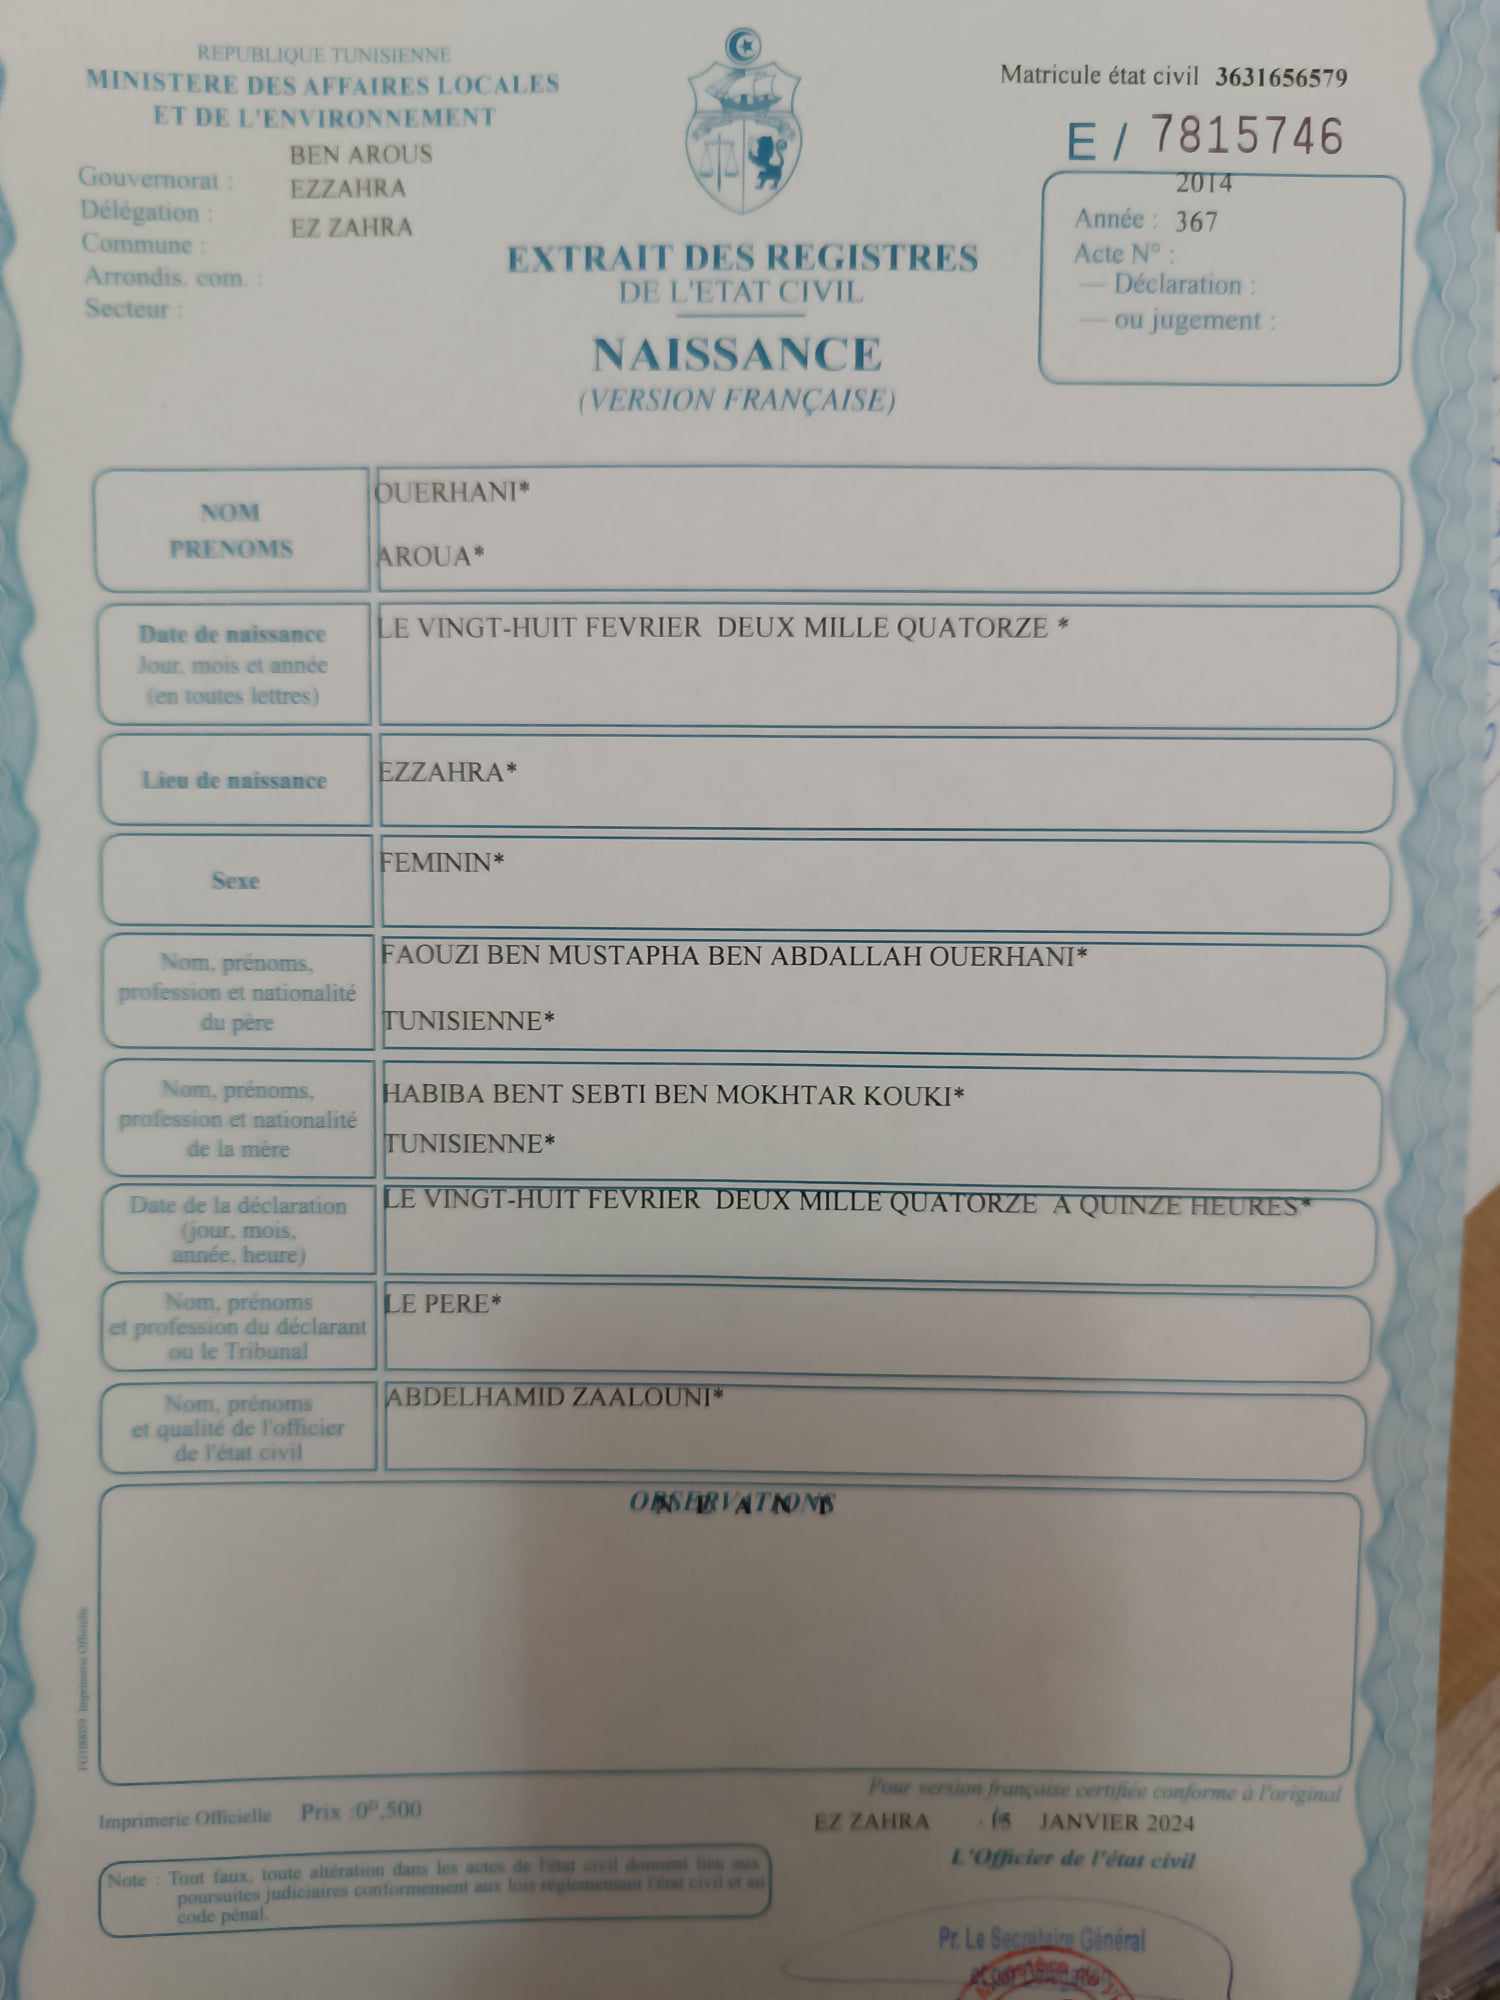 REPUBLIQUE TUNISIENNE
MINISTERE DES AFFAIRES LOCALES
ET DE L'ENVIRONNEMENT
BEN AROUS
Gouvernorat :
EZZAHRA
Délégation :
EZ ZAHRA
Commune :
Arrondis. com. :
Secteur :
Matricule état civil 3631656579
E / 7815746
2014
Année : 367
Acte N° :
— Déclaration :
— ou jugement :
EXTRAIT DES REGISTRES
DE L'ETAT CIVIL
NAISSANCE
(VERSION FRANÇAISE)
NOM
PRENOMS
OUERHANI*
AROUA*
Date de naissance
Jour, mois et année
(en toutes lettres)
LE VINGT-HUIT FEVRIER DEUX MILLE QUATORZE *
Lieu de naissance
EZZAHRA*
Sexe
FEMININ*
Nom, prénoms,
profession et nationalité
du père
FAOUZI BEN MUSTAPHA BEN ABDALLAH OUERHANI*
TUNISIENNE*
Nom, prénoms,
profession et nationalité
de la mère
HABIBA BENT SEBTI BEN MOKHTAR KOUKI*
TUNISIENNE*
Date de la déclaration
(jour, mois,
année, heure)
LE VINGT-HUIT FEVRIER DEUX MILLE QUATORZE A QUINZE HEURES*
Nom, prénoms
et profession du déclarant
ou le Tribunal
LE PERE*
Nom, prénoms
et qualité de l'officier
de l'état civil
ABDELHAMID ZAALOUNI*
OBSERVATIONS
N E A N T
Imprimerie Officielle
Imprimerie Officielle Prix :0ᴰ,500
Pour version française certifiée conforme à l'original
EZ ZAHRA JANVIER 2024
L'Officier de l'état civil
Note : Tout faux, toute altération dans les actes de l'état civil donnent lieu aux
poursuites judiciaires conformement aux lois réglementant l'état civil et au
code pénal.
Pr. Le Secrétaire Général